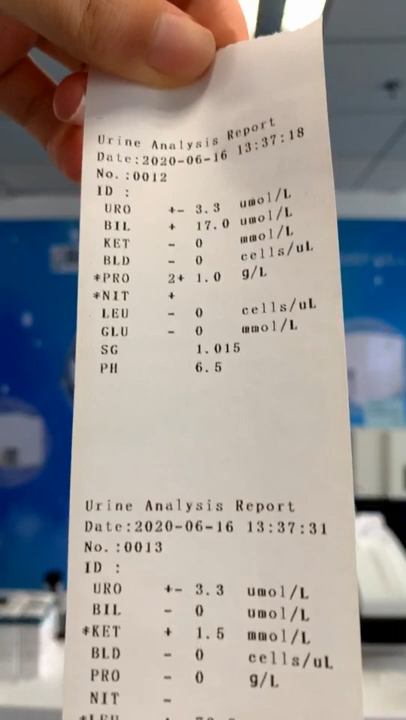 Urine Analysis Report
Date:2020-06-16 13:37:18
No.:0012
ID :
URO +- 3.3 umol/L
BIL + 17.0 umol/L
KET - 0 mmol/L
BLD - 0 cells/uL
*PRO 2+ 1.0 g/L
*NIT +
LEU - 0 cells/uL
GLU - 0 mmol/L
SG 1.015
PH 6.5
Urine Analysis Report
Date:2020-06-16 13:37:31
No.:0013
ID :
URO +- 3.3 umol/L
BIL - 0 umol/L
*KET + 1.5 mmol/L
BLD - 0 cells/uL
PRO - 0 g/L
NIT -
*LEU